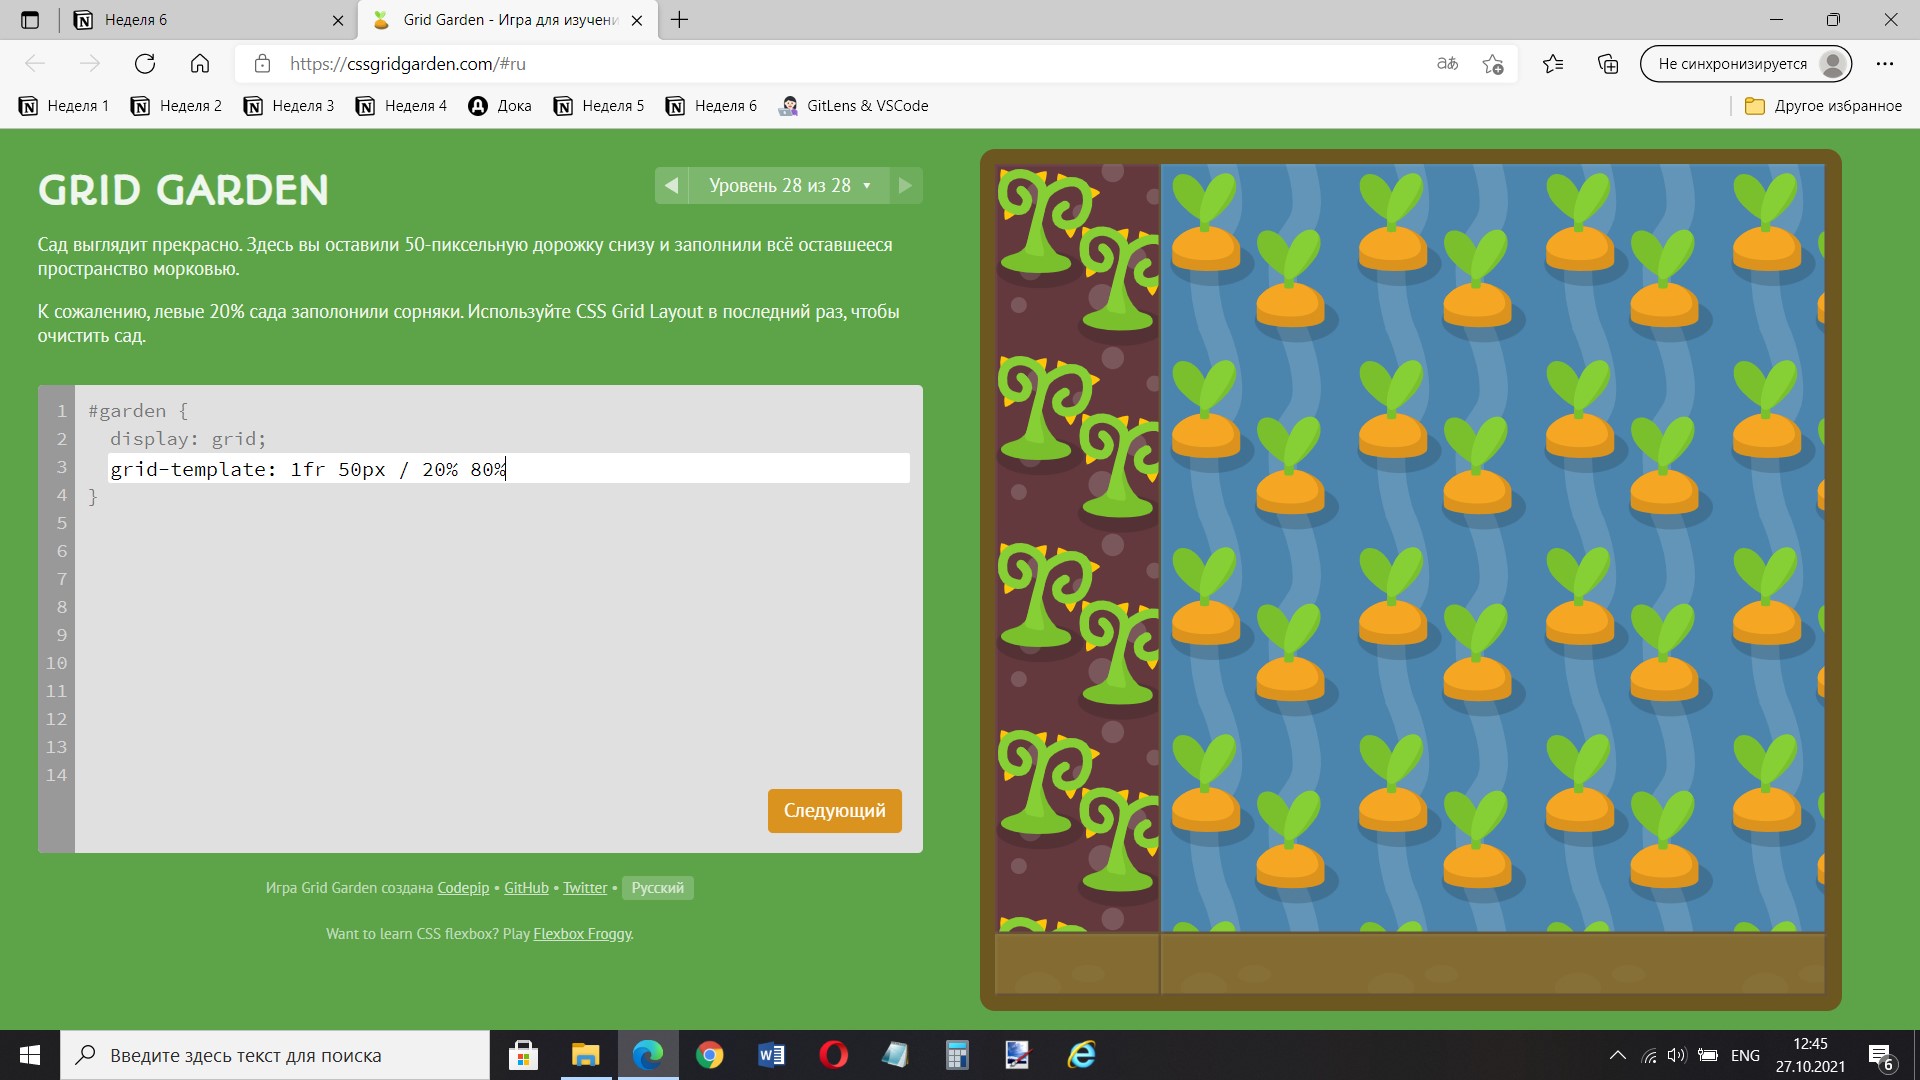 Неделя 6
Grid Garden - Игра для изучени
https://cssgridgarden.com/#ru
aあ
Не синхронизируется
Неделя 1
Неделя 2
Неделя 3
Неделя 4
Дока
Неделя 5
Неделя 6
GitLens & VSCode
Другое избранное
GRID GARDEN
Уровень 28 из 28
Сад выглядит прекрасно. Здесь вы оставили 50-пиксельную дорожку снизу и заполнили всё оставшееся
пространство морковью.
К сожалению, левые 20% сада заполонили сорняки. Используйте CSS Grid Layout в последний раз, чтобы
очистить сад.
1 #garden {
2 display: grid;
3 grid-template: 1fr 50px / 20% 80%
4 }
5
6
7
8
9
10
11
12
13
14
Следующий
Игра Grid Garden создана Codepip • GitHub • Twitter • Русский
Want to learn CSS flexbox? Play Flexbox Froggy.
Введите здесь текст для поиска
ENG
12:45
27.10.2021
6